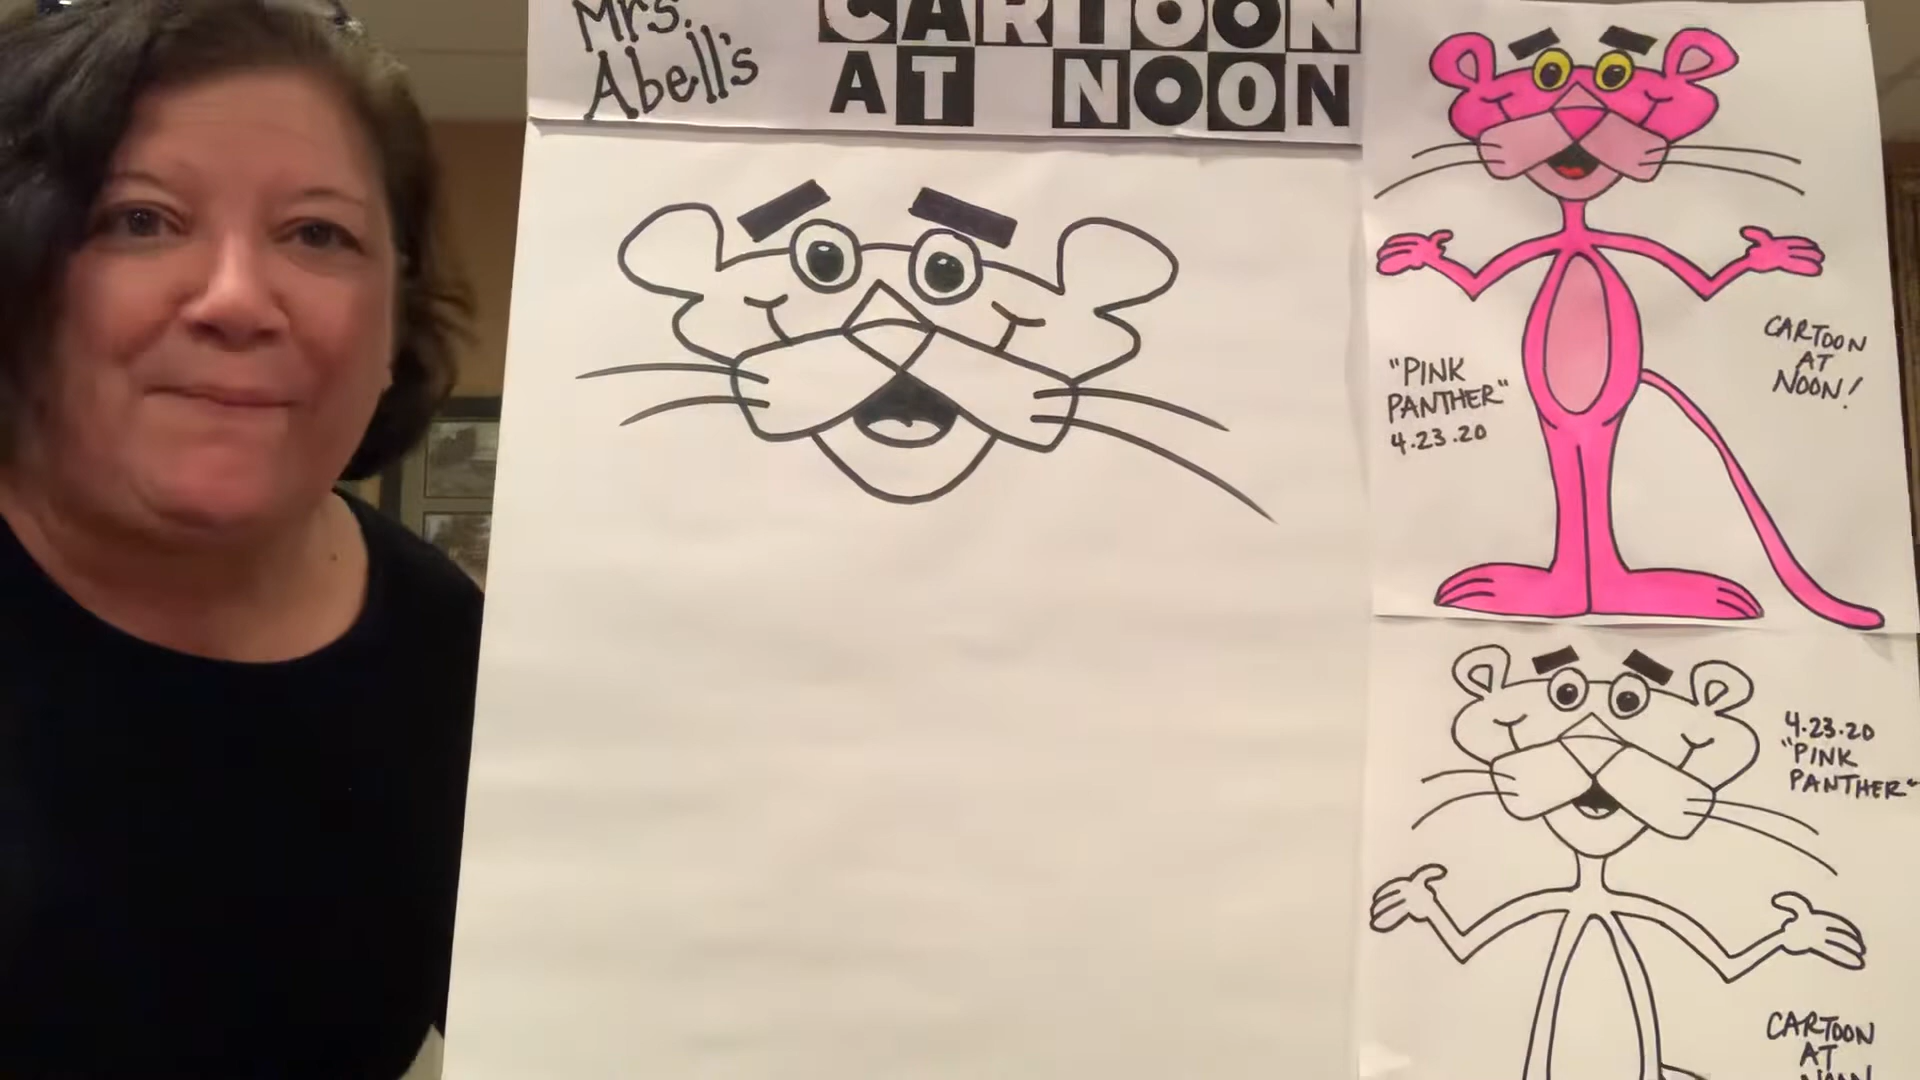 Mrs.
Abell's
CARTOON
AT NOON
"PINK
PANTHER"
4.23.20
CARTOON
AT
NOON!
4.23.20
"PINK
PANTHER"
CARTOON
AT
NOON